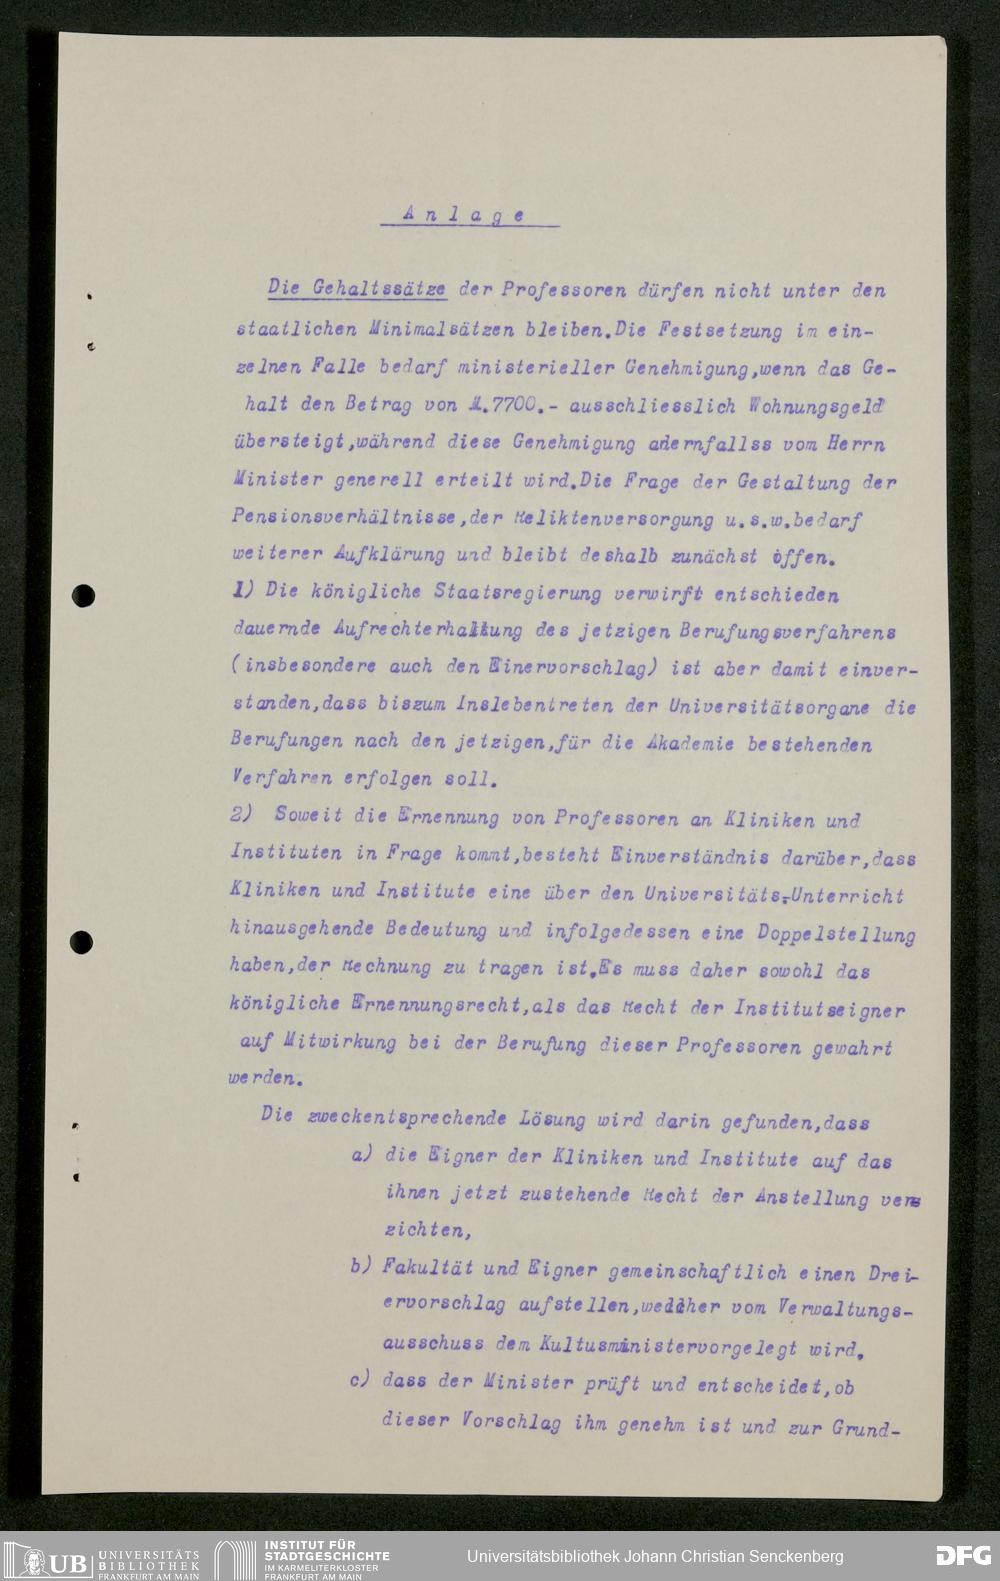 Anlage
Die Gehaltssätze der Professoren dürfen nicht unter den
staatlichen Minimalsätzen bleiben.Die Festsetzung im ein-
zelnen Falle bedarf ministerieller Genehmigung,wenn das Ge-
halt den Betrag von M.7700.- ausschliesslich Wohnungsgeld
übersteigt,während diese Genehmigung adernfallss vom Herrn
Minister generell erteilt wird.Die Frage der Gestaltung der
Pensionsverhältnisse,der Reliktenversorgung u.s.w.bedarf
weiterer Aufklärung und bleibt deshalb zunächst offen.
1) Die königliche Staatsregierung verwirft entschieden
dauernde Aufrechterhaltung des jetzigen Berufungsverfahrens
(insbesondere auch den Einervorschlag) ist aber damit einver-
standen,dass biszum Inslebentreten der Universitätsorgane die
Berufungen nach den jetzigen,für die Akademie bestehenden
Verfahren erfolgen soll.
2) Soweit die Ernennung von Professoren an Kliniken und
Instituten in Frage kommt,besteht Einverständnis darüber,dass
Kliniken und Institute eine über den Universitäts-Unterricht
hinausgehende Bedeutung und infolgedessen eine Doppelstellung
haben,der Rechnung zu tragen ist.Es muss daher sowohl das
königliche Ernennungsrecht,als das Recht der Institutseigner
auf Mitwirkung bei der Berufung dieser Professoren gewahrt
werden.
Die zweckentsprechende Lösung wird darin gefunden,dass
a) die Eigner der Kliniken und Institute auf das
ihnen jetzt zustehende Recht der Anstellung ver-
zichten,
b) Fakultät und Eigner gemeinschaftlich einen Drei-
ervorschlag aufstellen,welcher vom Verwaltungs-
ausschuss dem Kultusministervorgelegt wird.
c) dass der Minister prüft und entscheidet,ob
dieser Vorschlag ihm genehm ist und zur Grund-
UB UNIVERSITÄTS
BIBLIOTHEK
FRANKFURT AM MAIN
INSTITUT FÜR
STADTGESCHICHTE
IM KARMELITERKLOSTER
FRANKFURT AM MAIN
Universitätsbibliothek Johann Christian Senckenberg
DFG